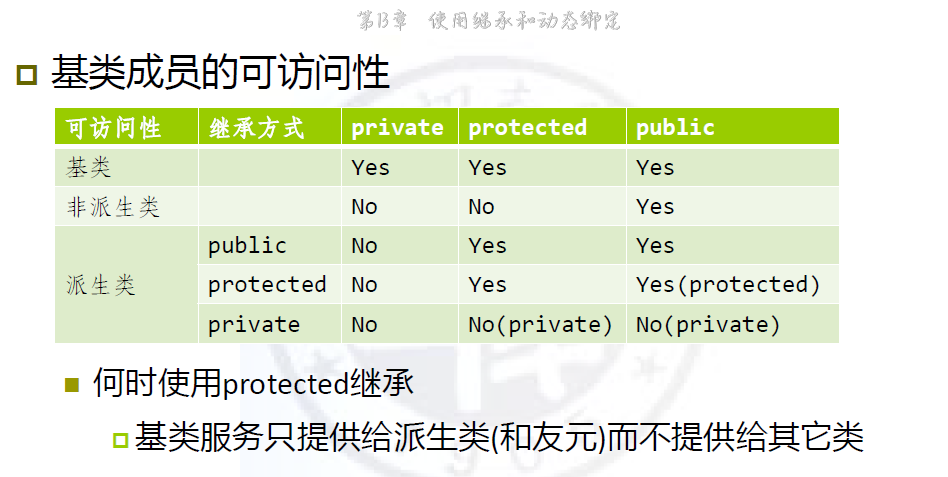 第13章 使用继承和动态绑定
基类成员的可访问性
可访问性 继承方式 private protected public
基类 Yes Yes Yes
非派生类 No No Yes
派生类 public No Yes Yes
protected No Yes Yes(protected)
private No No(private) No(private)
何时使用protected继承
基类服务只提供给派生类(和友元)而不提供给其它类